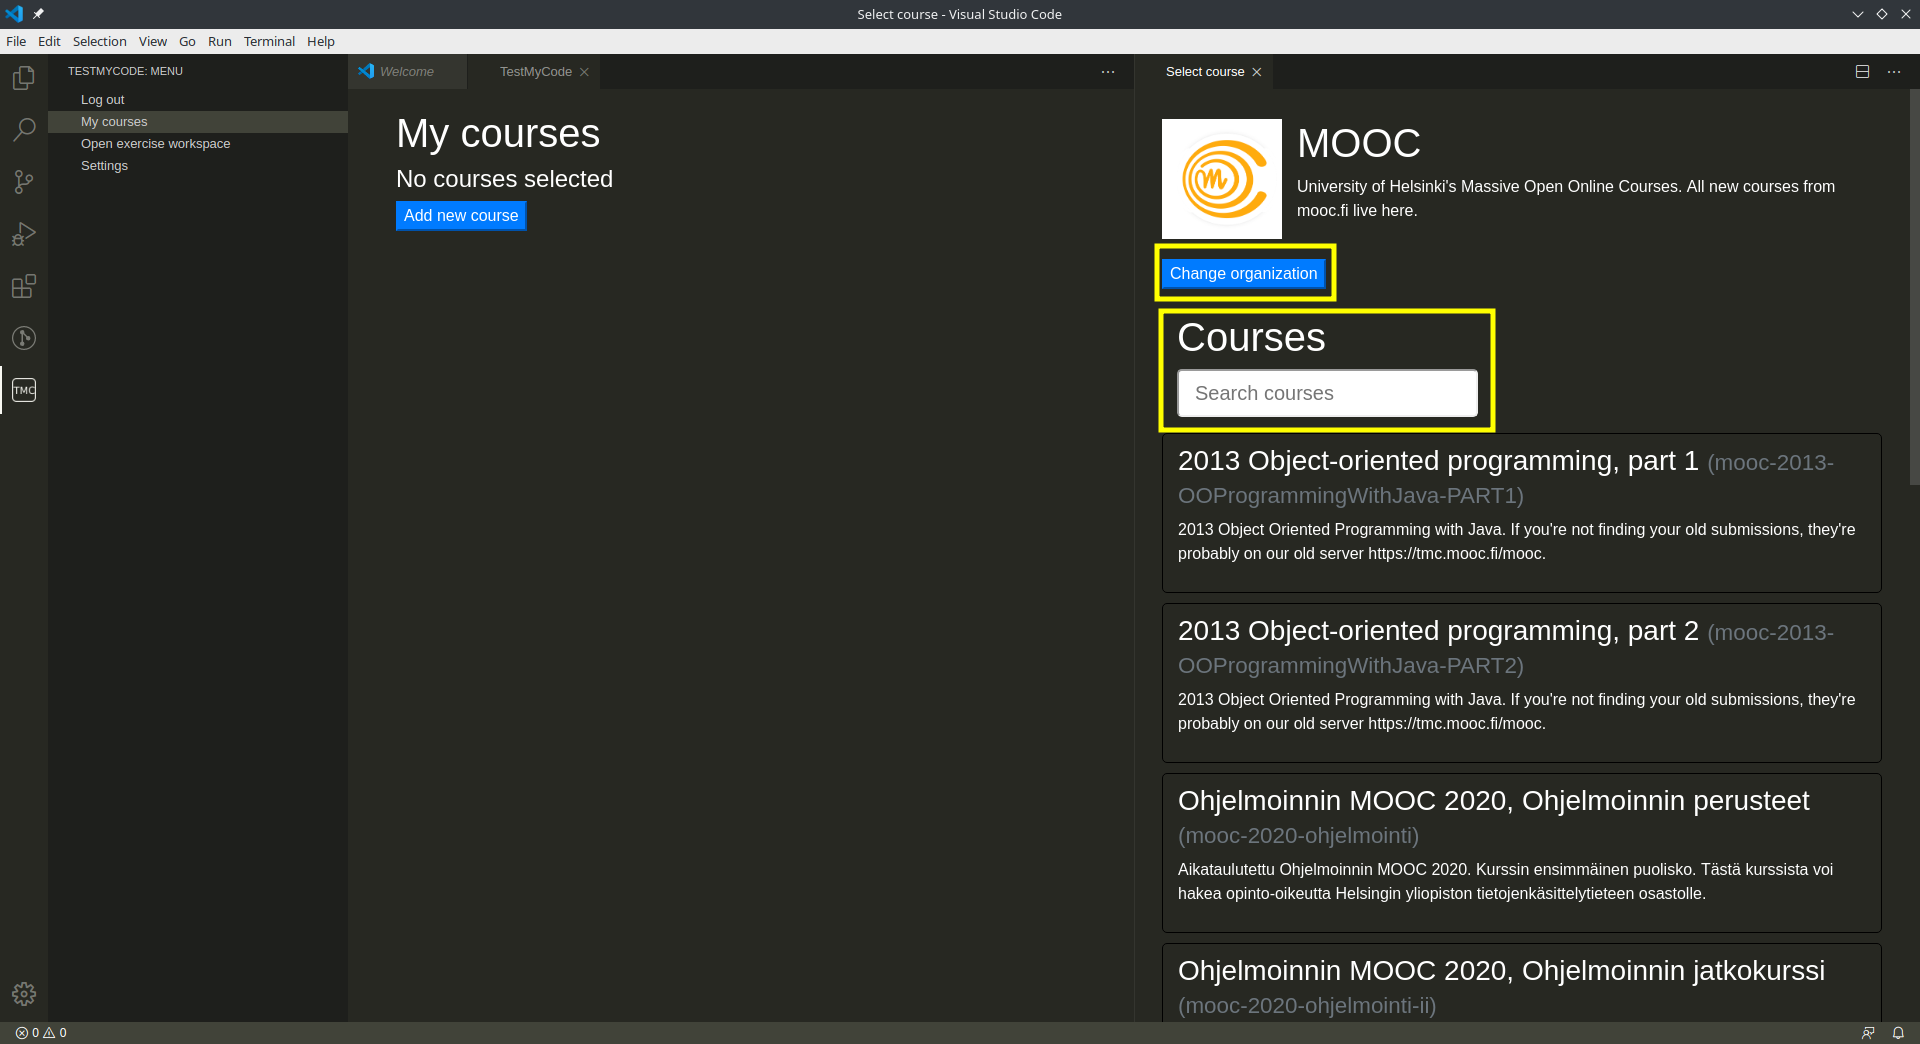 Select course - Visual Studio Code
File Edit Selection View Go Run Terminal Help
TESTMYCODE: MENU
Log out
My courses
Open exercise workspace
Settings
TMC
Welcome
TestMyCode
My courses
No courses selected
Add new course
Select course
m
MOOC
University of Helsinki's Massive Open Online Courses. All new courses from
mooc.fi live here.
Change organization
Courses
Search courses
2013 Object-oriented programming, part 1 (mooc-2013-
OOProgrammingWithJava-PART1)
2013 Object Oriented Programming with Java. If you're not finding your old submissions, they're
probably on our old server https://tmc.mooc.fi/mooc.
2013 Object-oriented programming, part 2 (mooc-2013-
OOProgrammingWithJava-PART2)
2013 Object Oriented Programming with Java. If you're not finding your old submissions, they're
probably on our old server https://tmc.mooc.fi/mooc.
Ohjelmoinnin MOOC 2020, Ohjelmoinnin perusteet
(mooc-2020-ohjelmointi)
Aikataulutettu Ohjelmoinnin MOOC 2020. Kurssin ensimmäinen puolisko. Tästä kurssista voi
hakea opinto-oikeutta Helsingin yliopiston tietojenkäsittelytieteen osastolle.
Ohjelmoinnin MOOC 2020, Ohjelmoinnin jatkokurssi
(mooc-2020-ohjelmointi-ii)
0 0